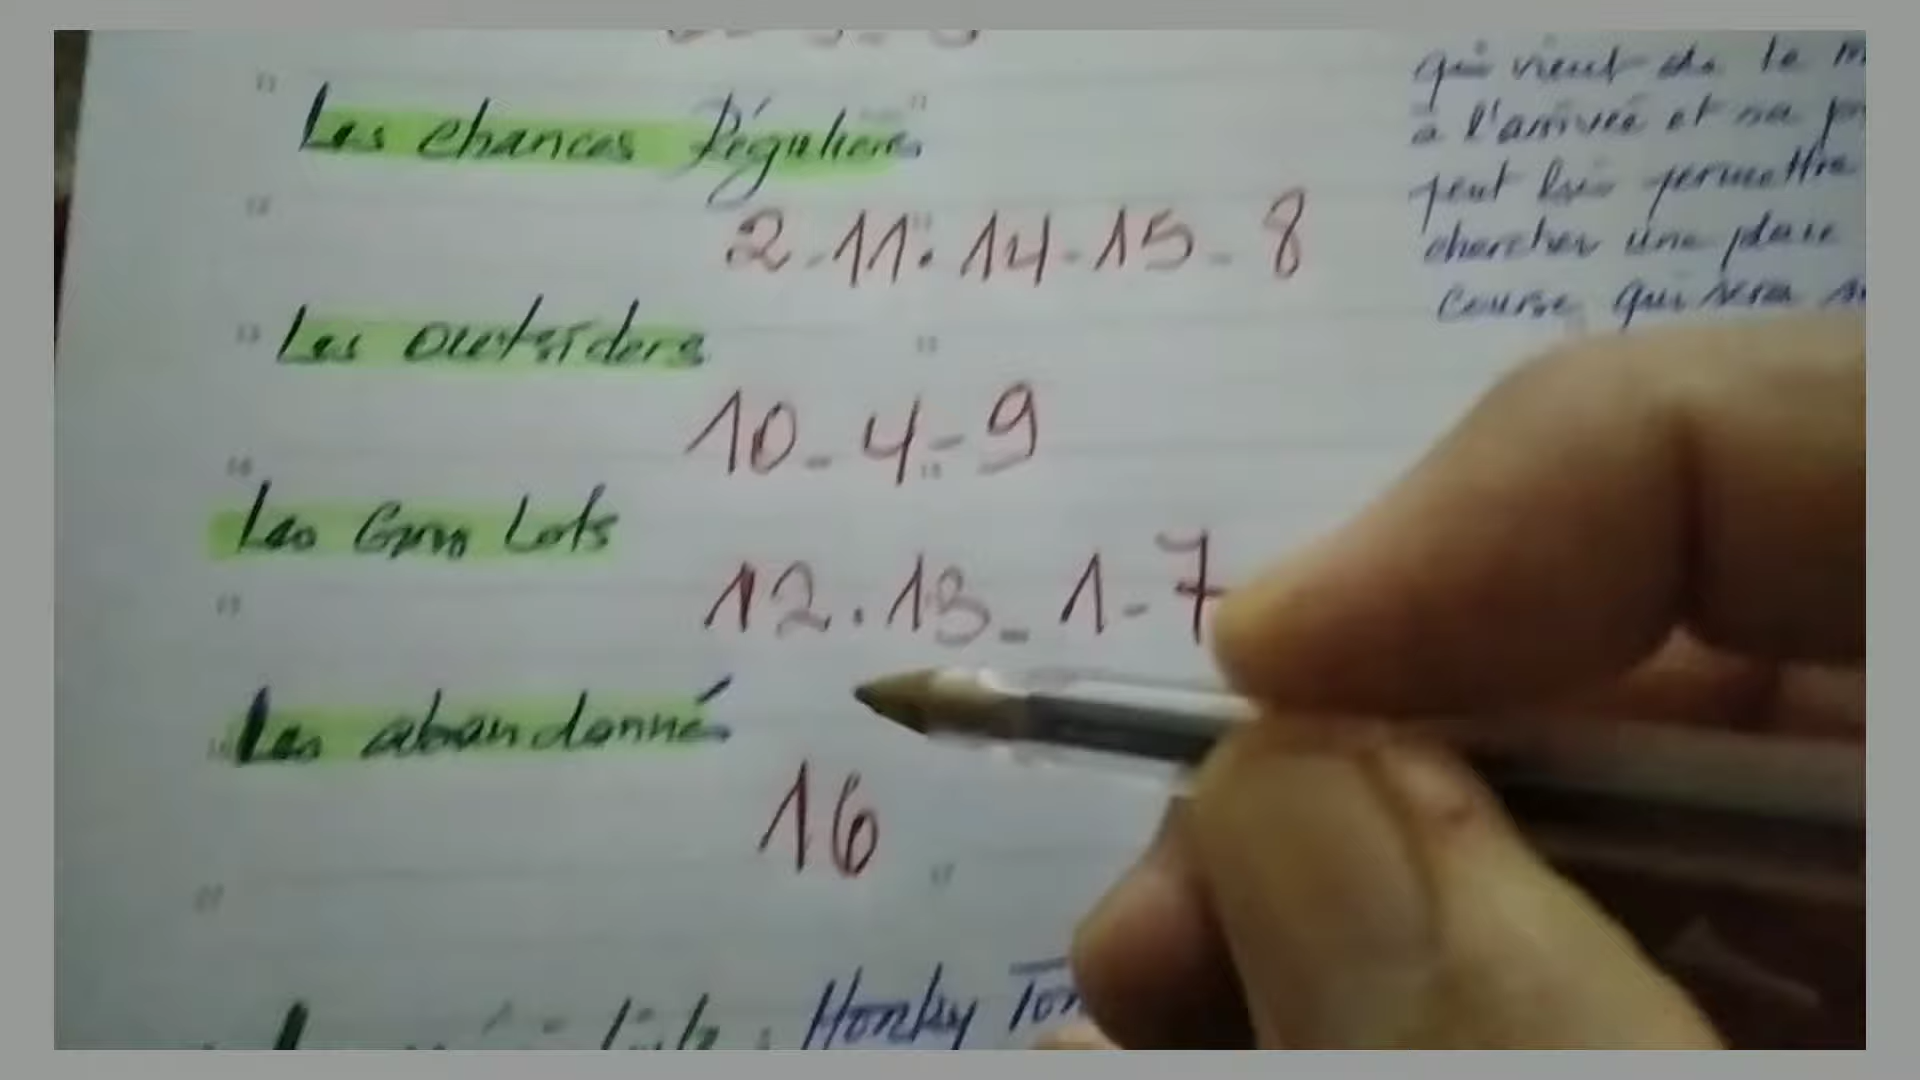 Les chances Régulieres
2-11.14-15-8
Les outsiders
10-4-9
Les Gros Lots
12.13-1-7
Les abandonné
16
Honky
qui vient de le
à l'arrivée et sa
peut lui permettre
chercher une place
course qui sera